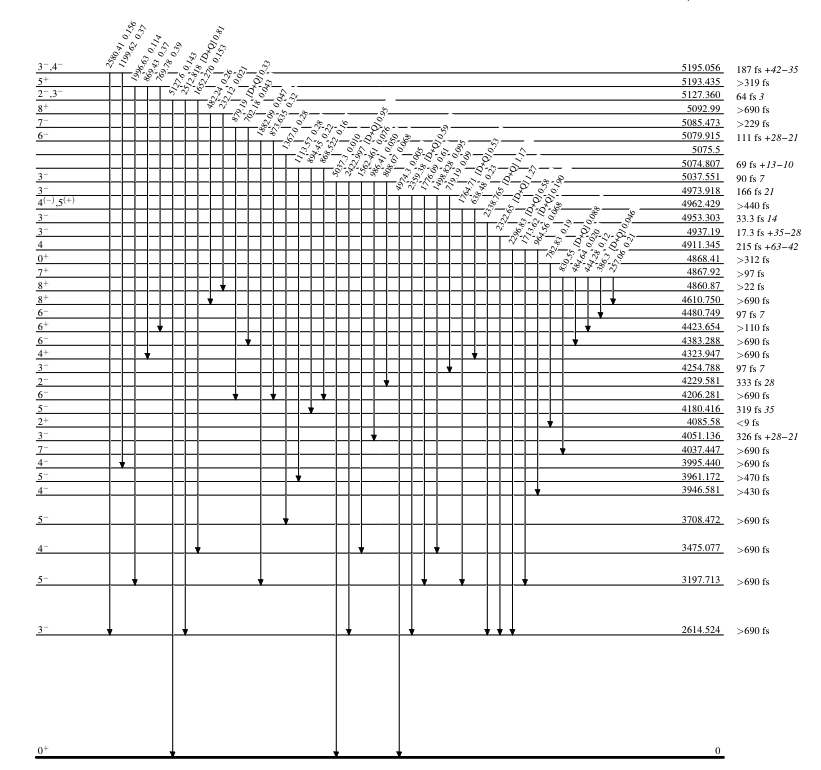 2580.41 0.156
1199.62 0.37
1996.63 0.114
869.43 0.37
769.78 0.39
5127.6 0.143
2512.818 [D+Q] 0.81
1652.270 0.153
482.24 0.26
232.12 0.021
879.19 [D+Q] 0.33
702.18 0.043
1882.09 0.047
873.635 0.32
1367.0 0.28
1113.57 0.28
894.45 0.22
868.522 0.16
5037.3 0.010
2422.997 [D+Q] 0.95
1562.461 0.076
986.41 0.050
808.07 0.068
4974.3 0.005
2359.38 [D+Q] 0.59
1776.09 0.61
1498.828 0.095
719.19 0.09
1764.71 [D+Q] 0.53
638.48 0.23
2338.765 [D+Q] 1.17
2322.65 [D+Q] 1.27
2296.83 [D+Q] 0.58
1713.62 [D+Q] 0.190
964.56 0.068
782.83 0.19
830.55 [D+Q] 0.088
484.64 0.020
444.28 0.12
386.3 [D+Q] 0.046
257.06 0.21
3⁻,4⁻ 5195.056 187 fs +42−35
5⁺ 5193.435 >319 fs
2⁻,3⁻ 5127.360 64 fs 3
8⁺ 5092.99 >690 fs
7⁻ 5085.473 >229 fs
6⁻ 5079.915 111 fs +28−21
5075.5
5074.807 69 fs +13−10
3⁻ 5037.551 90 fs 7
3⁻ 4973.918 166 fs 21
4⁽⁻⁾,5⁽⁺⁾ 4962.429 >440 fs
3⁻ 4953.303 33.3 fs 14
3⁻ 4937.19 17.3 fs +35−28
4 4911.345 215 fs +63−42
0⁺ 4868.41 >312 fs
7⁺ 4867.92 >97 fs
8⁺ 4860.87 >22 fs
8⁺ 4610.750 >690 fs
6⁻ 4480.749 97 fs 7
6⁺ 4423.654 >110 fs
6⁻ 4383.288 >690 fs
4⁺ 4323.947 >690 fs
3⁻ 4254.788 97 fs 7
2⁻ 4229.581 333 fs 28
6⁻ 4206.281 >690 fs
5⁻ 4180.416 319 fs 35
2⁺ 4085.58 <9 fs
3⁻ 4051.136 326 fs +28−21
7⁻ 4037.447 >690 fs
4⁻ 3995.440 >690 fs
5⁻ 3961.172 >470 fs
4⁻ 3946.581 >430 fs
5⁻ 3708.472 >690 fs
4⁻ 3475.077 >690 fs
5⁻ 3197.713 >690 fs
3⁻ 2614.524 >690 fs
0⁺ 0